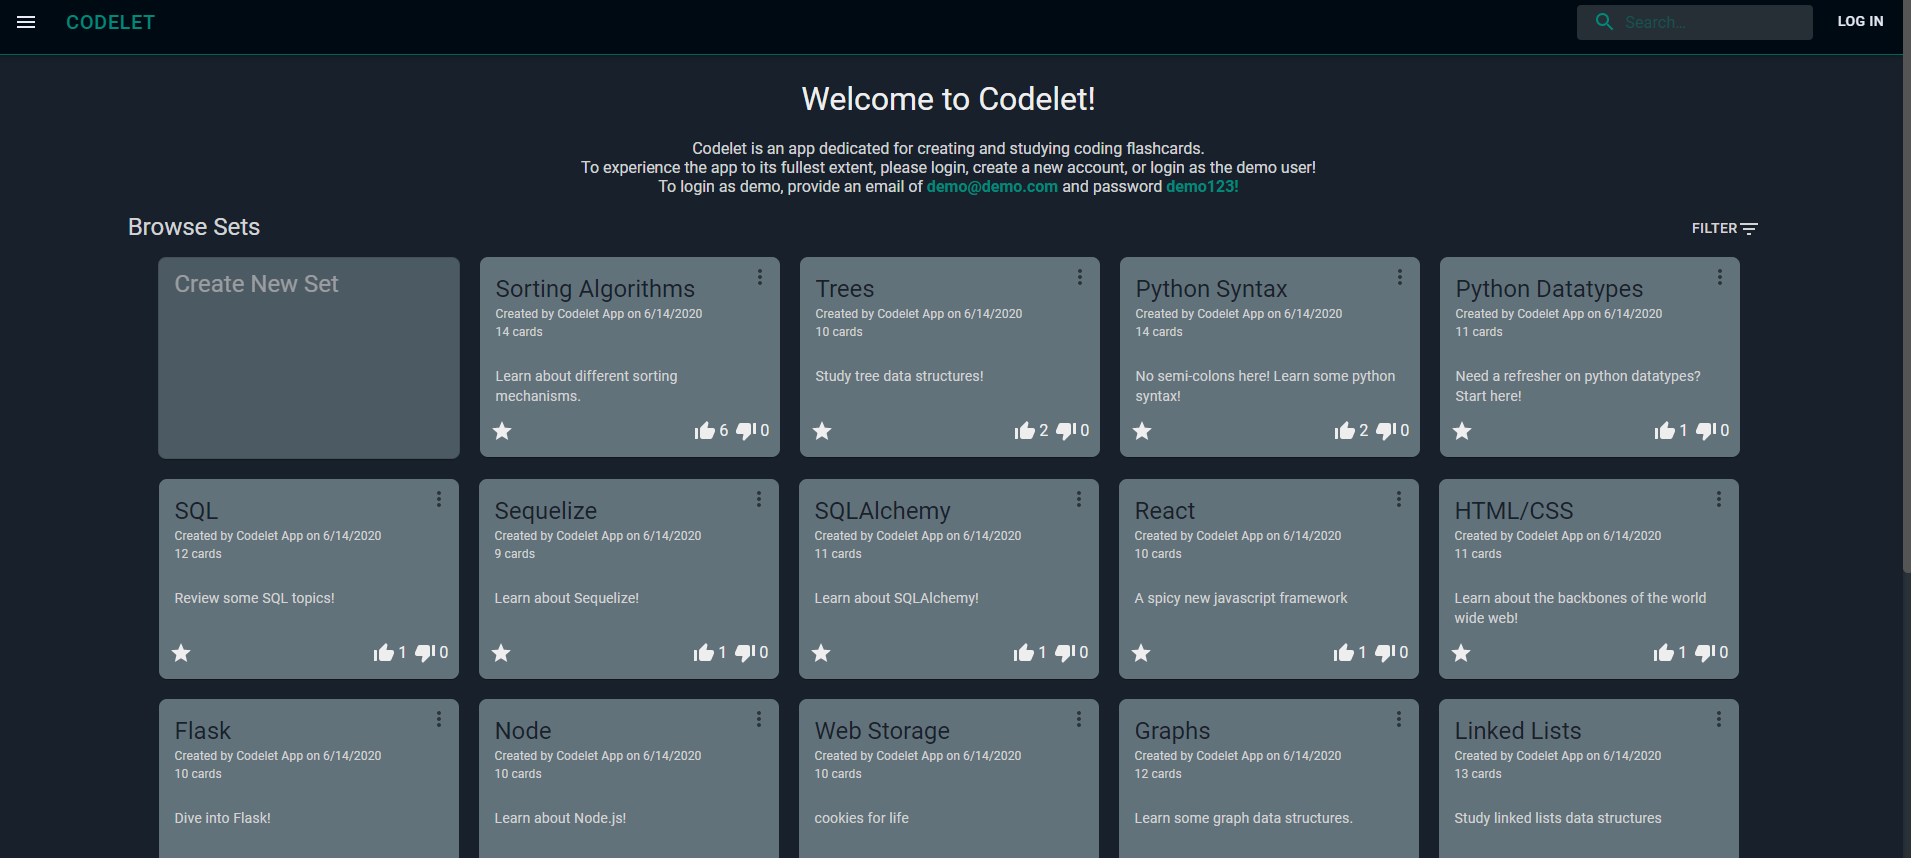 CODELET
Search...
LOG IN
Welcome to Codelet!
Codelet is an app dedicated for creating and studying coding flashcards.
To experience the app to its fullest extent, please login, create a new account, or login as the demo user!
To login as demo, provide an email of demo@demo.com and password demo123!
Browse Sets
FILTER
Create New Set
Sorting Algorithms
Created by Codelet App on 6/14/2020
14 cards
Learn about different sorting
mechanisms.
6 0
Trees
Created by Codelet App on 6/14/2020
10 cards
Study tree data structures!
2 0
Python Syntax
Created by Codelet App on 6/14/2020
14 cards
No semi-colons here! Learn some python
syntax!
2 0
Python Datatypes
Created by Codelet App on 6/14/2020
11 cards
Need a refresher on python datatypes?
Start here!
1 0
SQL
Created by Codelet App on 6/14/2020
12 cards
Review some SQL topics!
1 0
Sequelize
Created by Codelet App on 6/14/2020
9 cards
Learn about Sequelize!
1 0
SQLAlchemy
Created by Codelet App on 6/14/2020
11 cards
Learn about SQLAlchemy!
1 0
React
Created by Codelet App on 6/14/2020
10 cards
A spicy new javascript framework
1 0
HTML/CSS
Created by Codelet App on 6/14/2020
11 cards
Learn about the backbones of the world
wide web!
1 0
Flask
Created by Codelet App on 6/14/2020
10 cards
Dive into Flask!
Node
Created by Codelet App on 6/14/2020
10 cards
Learn about Node.js!
Web Storage
Created by Codelet App on 6/14/2020
10 cards
cookies for life
Graphs
Created by Codelet App on 6/14/2020
12 cards
Learn some graph data structures.
Linked Lists
Created by Codelet App on 6/14/2020
13 cards
Study linked lists data structures